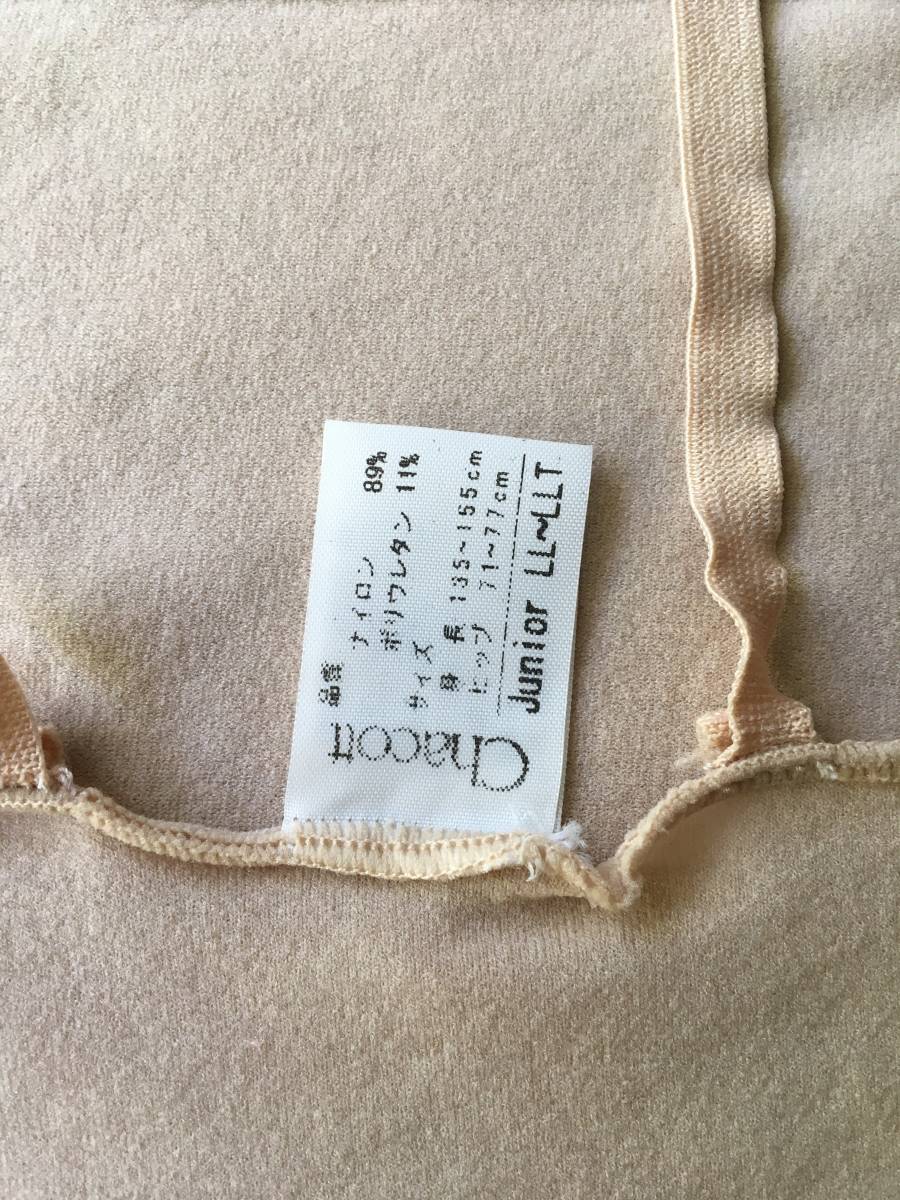 Chacott
品質
ナイロン 89%
ポリウレタン 11%
サイズ
身長 135~155cm
ヒップ 71~77cm
Junior LL~LLT